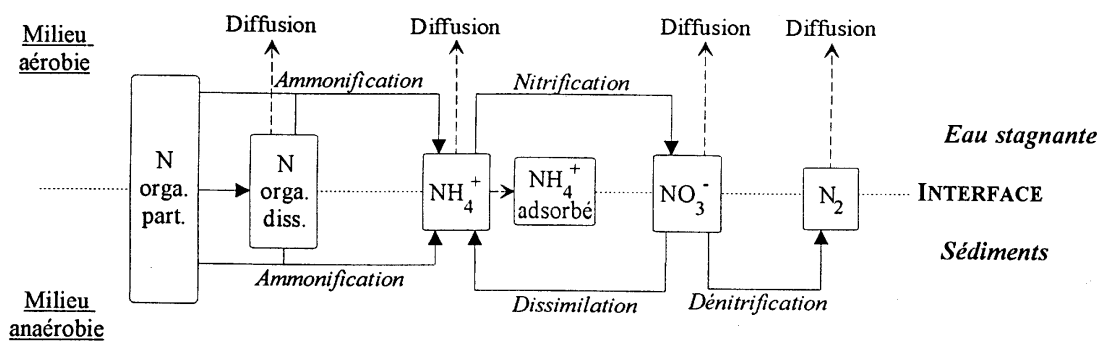 Milieu
aérobie
Diffusion
Diffusion
Diffusion
Diffusion
Ammonification
Nitrification
N
orga.
part.
N
orga.
diss.
NH₄⁺
NH₄⁺
adsorbé
NO₃⁻
N₂
Eau stagnante
INTERFACE
Sédiments
Ammonification
Dissimilation
Dénitrification
Milieu
anaérobie